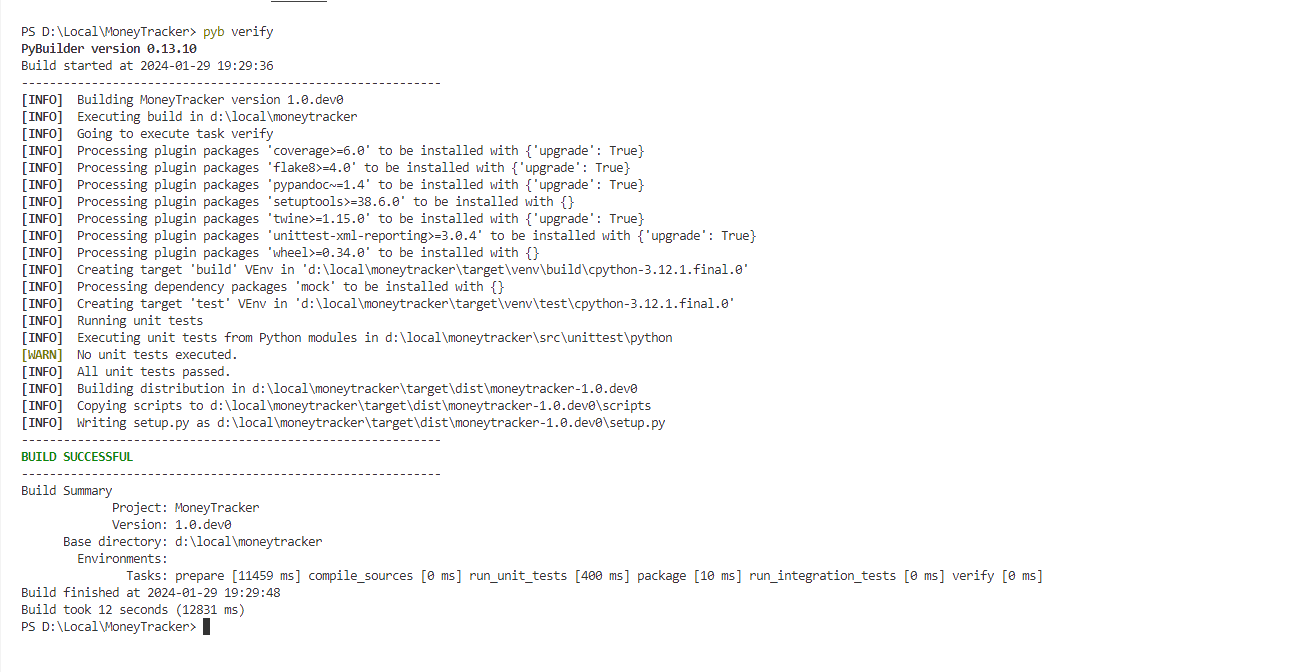 PS D:\Local\MoneyTracker> pyb verify
PyBuilder version 0.13.10
Build started at 2024-01-29 19:29:36
------------------------------------------------------------
[INFO]  Building MoneyTracker version 1.0.dev0
[INFO]  Executing build in d:\local\moneytracker
[INFO]  Going to execute task verify
[INFO]  Processing plugin packages 'coverage>=6.0' to be installed with {'upgrade': True}
[INFO]  Processing plugin packages 'flake8>=4.0' to be installed with {'upgrade': True}
[INFO]  Processing plugin packages 'pypandoc~=1.4' to be installed with {'upgrade': True}
[INFO]  Processing plugin packages 'setuptools>=38.6.0' to be installed with {}
[INFO]  Processing plugin packages 'twine>=1.15.0' to be installed with {'upgrade': True}
[INFO]  Processing plugin packages 'unittest-xml-reporting>=3.0.4' to be installed with {'upgrade': True}
[INFO]  Processing plugin packages 'wheel>=0.34.0' to be installed with {}
[INFO]  Creating target 'build' VEnv in 'd:\local\moneytracker\target\venv\build\cpython-3.12.1.final.0'
[INFO]  Processing dependency packages 'mock' to be installed with {}
[INFO]  Creating target 'test' VEnv in 'd:\local\moneytracker\target\venv\test\cpython-3.12.1.final.0'
[INFO]  Running unit tests
[INFO]  Executing unit tests from Python modules in d:\local\moneytracker\src\unittest\python
[WARN]  No unit tests executed.
[INFO]  All unit tests passed.
[INFO]  Building distribution in d:\local\moneytracker\target\dist\moneytracker-1.0.dev0
[INFO]  Copying scripts to d:\local\moneytracker\target\dist\moneytracker-1.0.dev0\scripts
[INFO]  Writing setup.py as d:\local\moneytracker\target\dist\moneytracker-1.0.dev0\setup.py
------------------------------------------------------------
BUILD SUCCESSFUL
------------------------------------------------------------
Build Summary
             Project: MoneyTracker
             Version: 1.0.dev0
      Base directory: d:\local\moneytracker
        Environments:
               Tasks: prepare [11459 ms] compile_sources [0 ms] run_unit_tests [400 ms] package [10 ms] run_integration_tests [0 ms] verify [0 ms]
Build finished at 2024-01-29 19:29:48
Build took 12 seconds (12831 ms)
PS D:\Local\MoneyTracker>